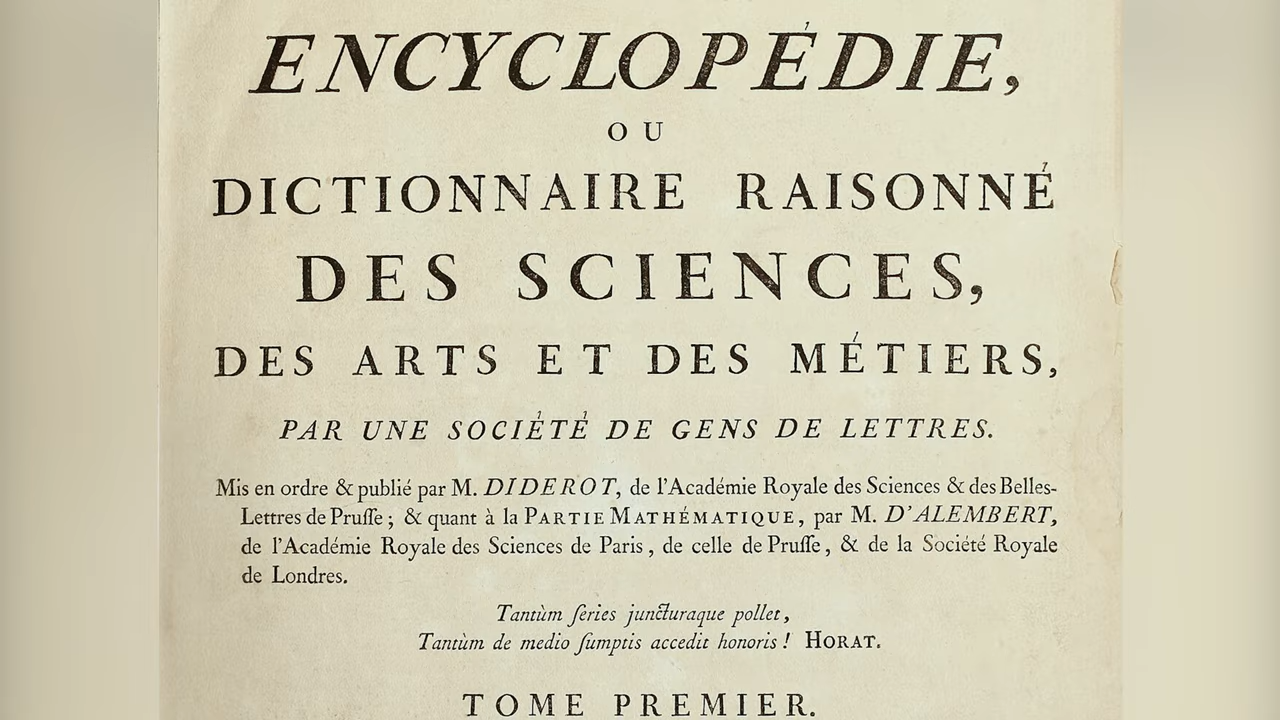 ENCYCLOPÉDIE,
OU
DICTIONNAIRE RAISONNÉ
DES SCIENCES,
DES ARTS ET DES MÉTIERS,
PAR UNE SOCIÉTÉ DE GENS DE LETTRES.
Mis en ordre & publié par M. DIDEROT, de l'Académie Royale des Sciences & des Belles-
Lettres de Pruſſe ; & quant à la PARTIE MATHÉMATIQUE, par M. D'ALEMBERT,
de l'Académie Royale des Sciences de Paris, de celle de Pruſſe, & de la Société Royale
de Londres.
Tantùm ſeries juncturaque pollet,
Tantùm de medio ſumptis accedit honoris ! HORAT.
TOME PREMIER.